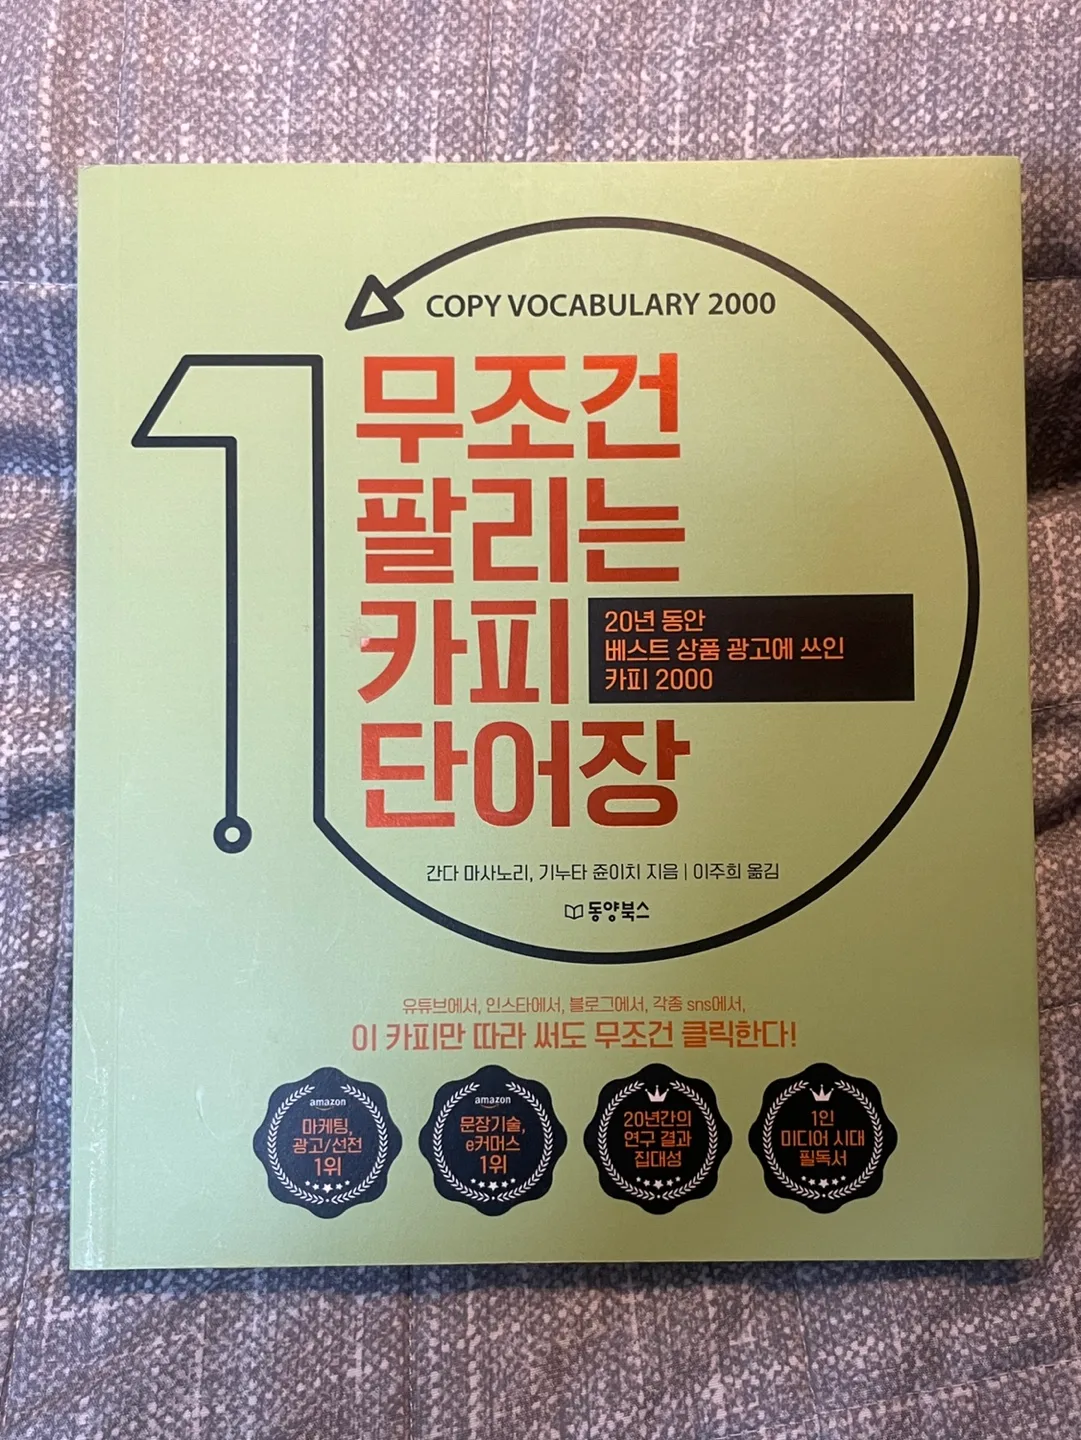 COPY VOCABULARY 2000
무조건
팔리는
카피
단어장
20년 동안
베스트 상품 광고에 쓰인
카피 2000
간다 마사노리, 기누타 쥰이치 지음 | 이주희 옮김
동양북스
유튜브에서, 인스타에서, 블로그에서, 각종 sns에서,
이 카피만 따라 써도 무조건 클릭한다!
amazon
마케팅,
광고/선전
1위
amazon
문장기술,
e커머스
1위
20년간의
연구 결과
집대성
1인
미디어 시대
필독서